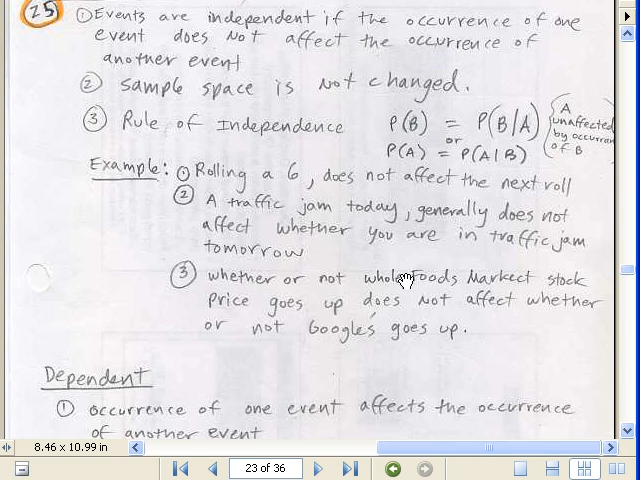 25
① Events are independent if the occurrence of one
event does Not affect the occurrence of
another event
② Sample space is Not changed.
③ Rule of Independence P(B) = P(B/A)
or
P(A) = P(A|B)
A
unaffected
by occurran
of B
Example: ① Rolling a 6, does not affect the next roll
② A traffic jam today, generally does not
affect whether you are in traffic jam
tomorrow
③ whether or not whole Foods Markect stock
Price goes up does Not affect whether
or not Google's goes up.
Dependent
① occurrence of one event affects the occurrence
of another event
8.46 x 10.99 in
23 of 36